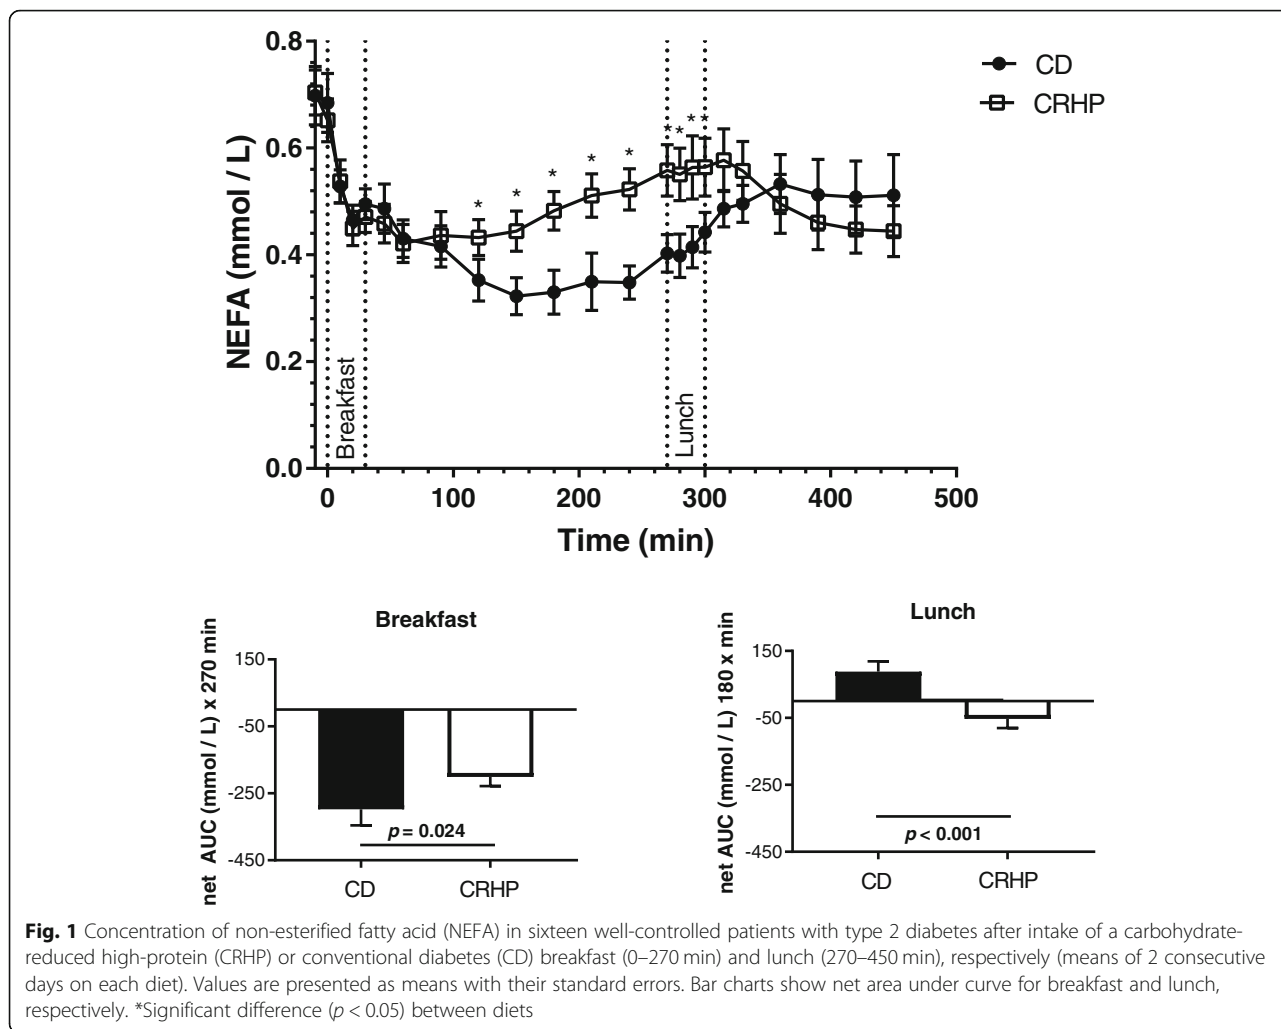 0.8
0.6
0.4
0.2
0.0
NEFA (mmol / L)
CD
CRHP
* * * * * * * * *
Breakfast
Lunch
0 100 200 300 400 500
Time (min)
Breakfast
net AUC (mmol / L) x 270 min
150
-50
-250
-450
p = 0.024
CD CRHP
Lunch
net AUC (mmol / L) 180 x min
150
-50
-250
-450
p < 0.001
CD CRHP
Fig. 1 Concentration of non-esterified fatty acid (NEFA) in sixteen well-controlled patients with type 2 diabetes after intake of a carbohydrate-
reduced high-protein (CRHP) or conventional diabetes (CD) breakfast (0–270 min) and lunch (270–450 min), respectively (means of 2 consecutive
days on each diet). Values are presented as means with their standard errors. Bar charts show net area under curve for breakfast and lunch,
respectively. *Significant difference (p < 0.05) between diets